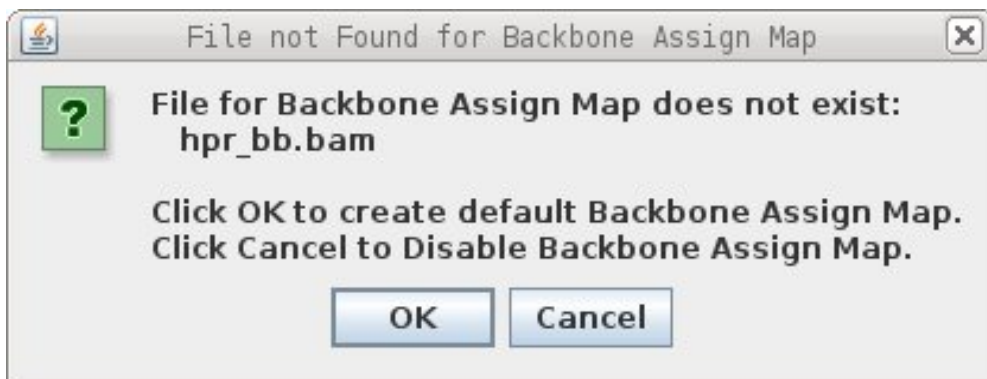 File not Found for Backbone Assign Map
File for Backbone Assign Map does not exist:
hpr_bb.bam
Click OK to create default Backbone Assign Map.
Click Cancel to Disable Backbone Assign Map.
OK Cancel